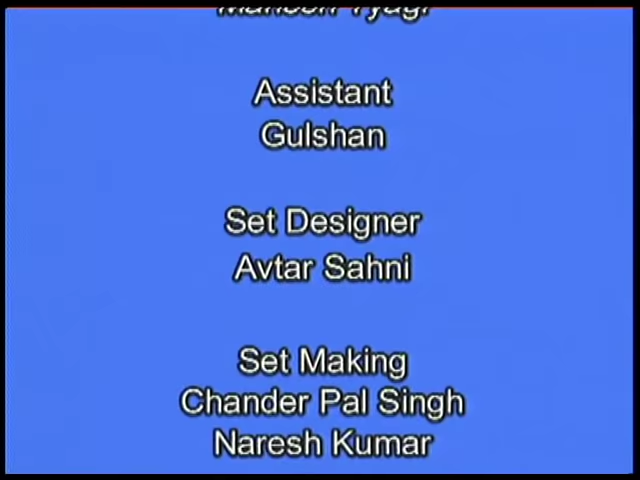 Assistant
Gulshan
Set Designer
Avtar Sahni
Set Making
Chander Pal Singh
Naresh Kumar